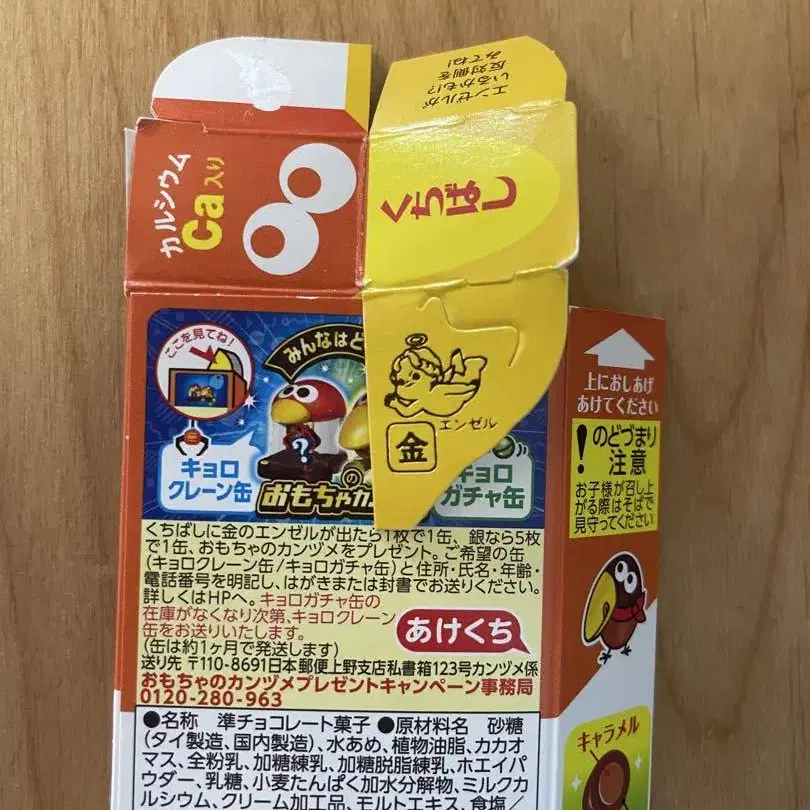 エンゼルが
いるかも!?
反対側を
みてね!
カルシウム
Ca入り
くちばし
ここを見てね!
みんなはど
キョロ
クレーン缶
の
おもちゃカ
キョロ
ガチャ缶
エンゼル
金
上におしあげ
あけてください
!のどづまり
注意
お子様が召し上
がる際はそばで
見守ってください
くちばしに金のエンゼルが出たら1枚で1缶、銀なら5枚
で1缶、おもちゃのカンヅメをプレゼント。ご希望の缶
(キョロクレーン缶/キョロガチャ缶)と住所・氏名・年齢・
電話番号を明記し、はがきまたは封書でお送りください。
詳しくはHPへ。キョロガチャ缶の
在庫がなくなり次第、キョロクレーン
缶をお送りいたします。
(缶は約1ヶ月で発送します)
あけくち
送り先 〒110-8691日本郵便上野支店私書箱123号カンヅメ係
おもちゃのカンヅメプレゼントキャンペーン事務局
0120-280-963
●名称 準チョコレート菓子 ●原材料名 砂糖
(タイ製造、国内製造)、水あめ、植物油脂、カカオ
マス、全粉乳、加糖練乳、加糖脱脂練乳、ホエイパ
ウダー、乳糖、小麦たんぱく加水分解物、ミルクカ
ルシウム、クリーム加工品、モルトエキス、食塩/
キャラメル